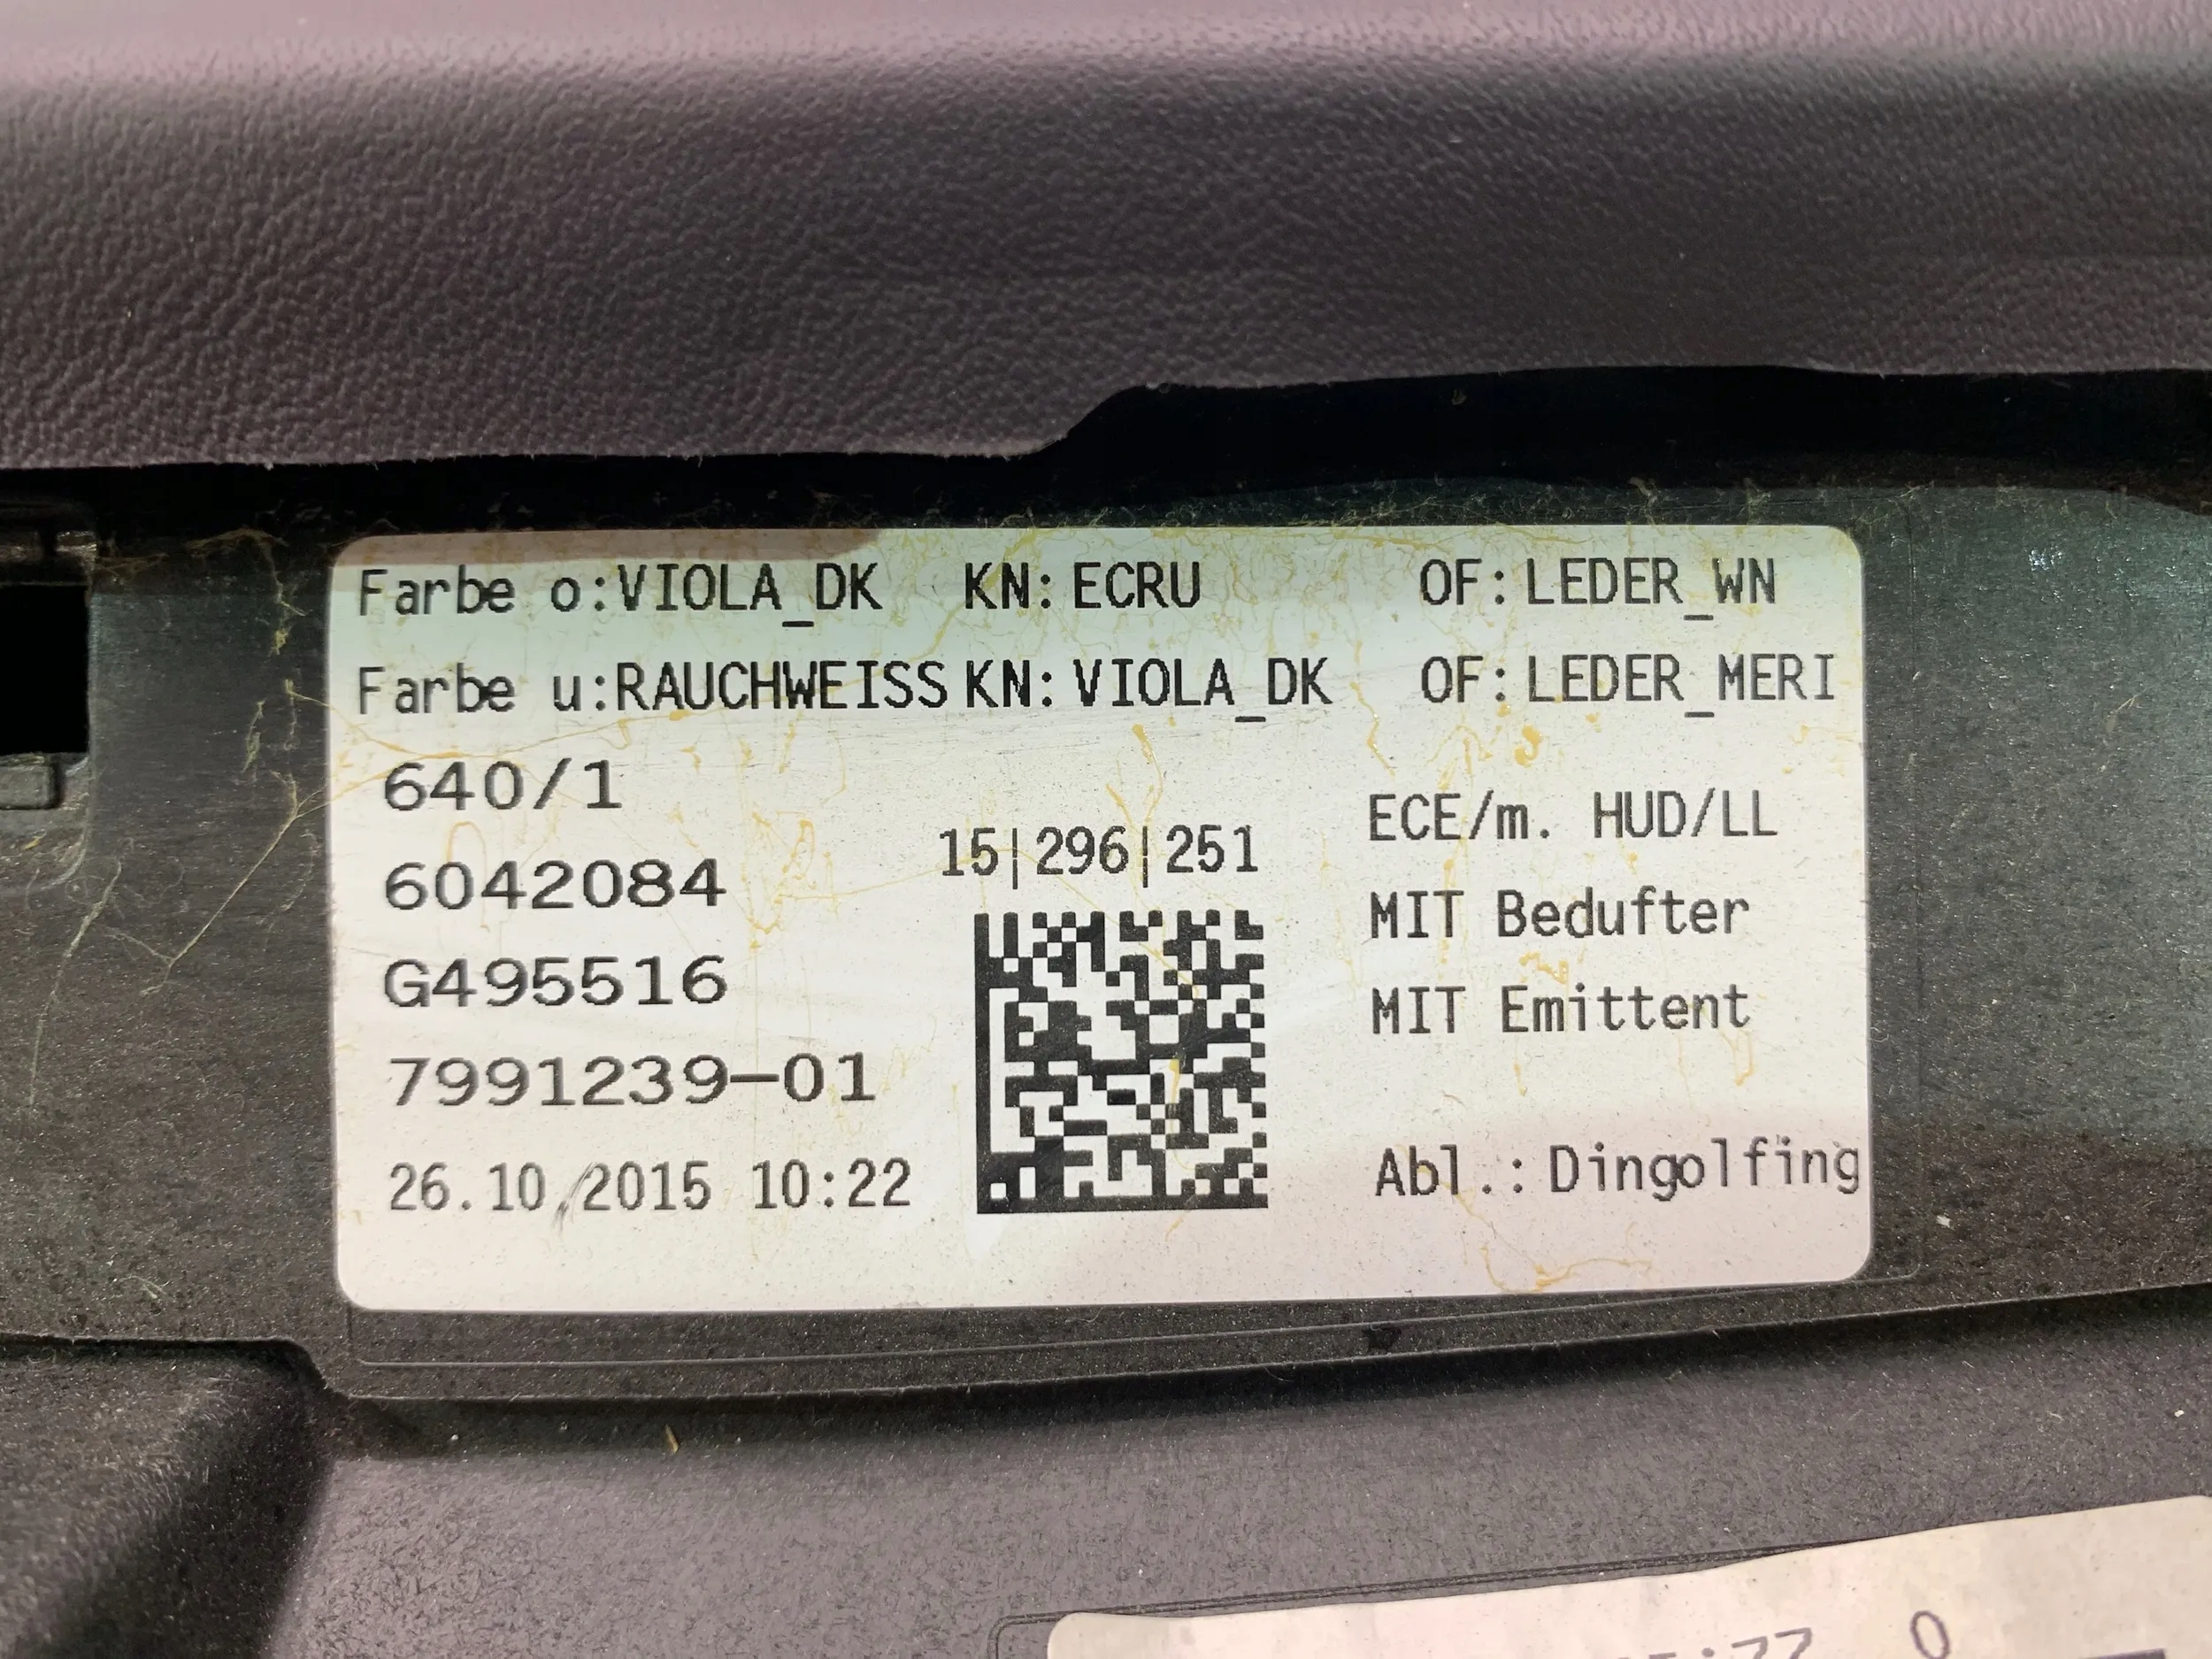 Farbe o:VIOLA_DK KN: ECRU OF: LEDER_WN
Farbe u:RAUCHWEISS KN: VIOLA_DK OF: LEDER_MERI
640/1
6042084
G495516
7991239-01
26.10.2015 10:22
15|296|251
ECE/m. HUD/LL
MIT Bedufter
MIT Emittent
Abl.: Dingolfing
0